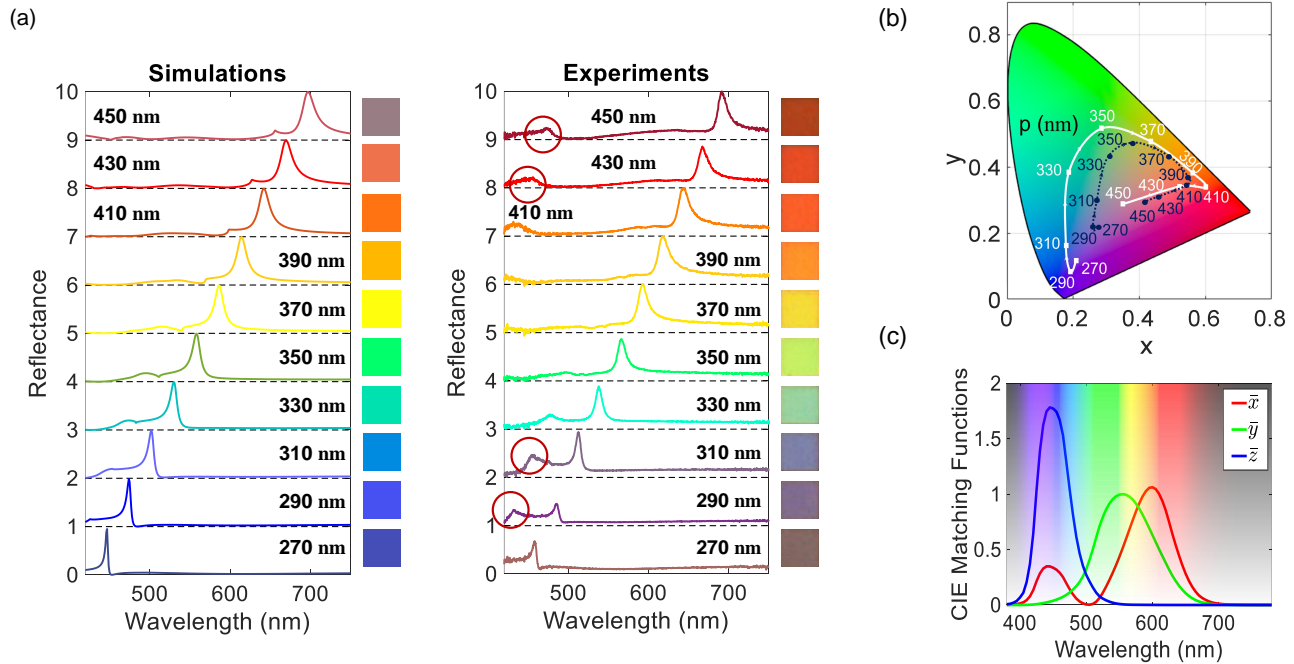 (a)
Simulations
Reflectance
10
9
8
7
6
5
4
3
2
1
0
450 nm
430 nm
410 nm
390 nm
370 nm
350 nm
330 nm
310 nm
290 nm
270 nm
500
600
700
Wavelength (nm)
Experiments
Reflectance
10
9
8
7
6
5
4
3
2
1
0
450 nm
430 nm
410 nm
390 nm
370 nm
350 nm
330 nm
310 nm
290 nm
270 nm
500
600
700
Wavelength (nm)
(b)
y
0.8
0.6
0.4
0.2
0
p (nm)
350
370
350
330
330
370
390
390
310
450
430
410
410
450
430
310
290
270
270
290
0
0.2
0.4
0.6
0.8
x
(c)
CIE Matching Functions
2
1.5
1
0.5
0
x̄
ȳ
z̄
400
500
600
700
Wavelength (nm)